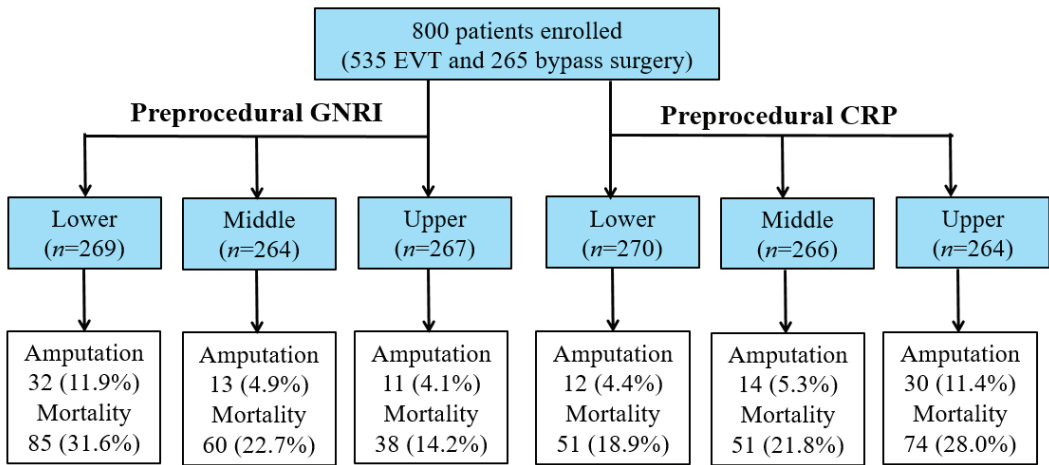 800 patients enrolled
(535 EVT and 265 bypass surgery)
Preprocedural GNRI
Preprocedural CRP
Lower
(n=269)
Middle
(n=264)
Upper
(n=267)
Lower
(n=270)
Middle
(n=266)
Upper
(n=264)
Amputation
32 (11.9%)
Mortality
85 (31.6%)
Amputation
13 (4.9%)
Mortality
60 (22.7%)
Amputation
11 (4.1%)
Mortality
38 (14.2%)
Amputation
12 (4.4%)
Mortality
51 (18.9%)
Amputation
14 (5.3%)
Mortality
51 (21.8%)
Amputation
30 (11.4%)
Mortality
74 (28.0%)